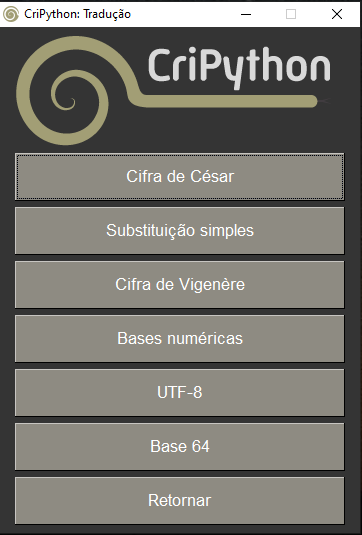 CriPython: Tradução
CriPython
Cifra de César
Substituição simples
Cifra de Vigenère
Bases numéricas
UTF-8
Base 64
Retornar